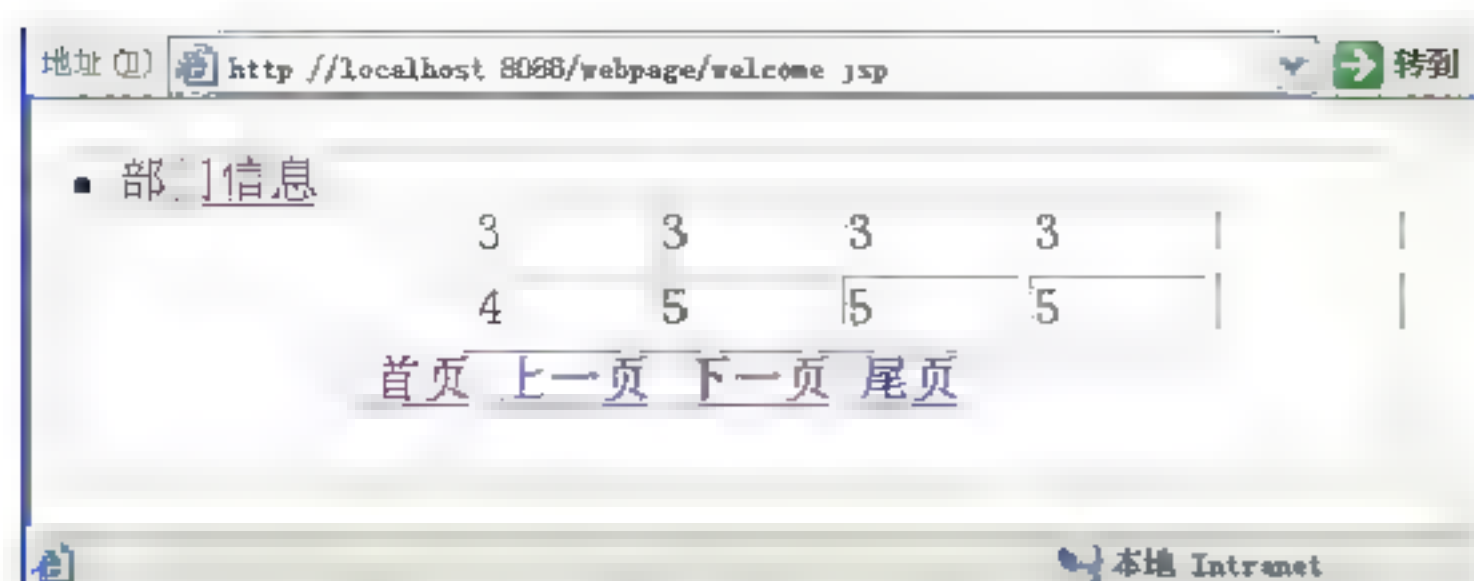 地址(D) http //localhost 8088/webpage/welcome jsp 转到
部门信息
3 3 3 3
4 5 5 5
首页 上一页 下一页 尾页
本地 Intranet